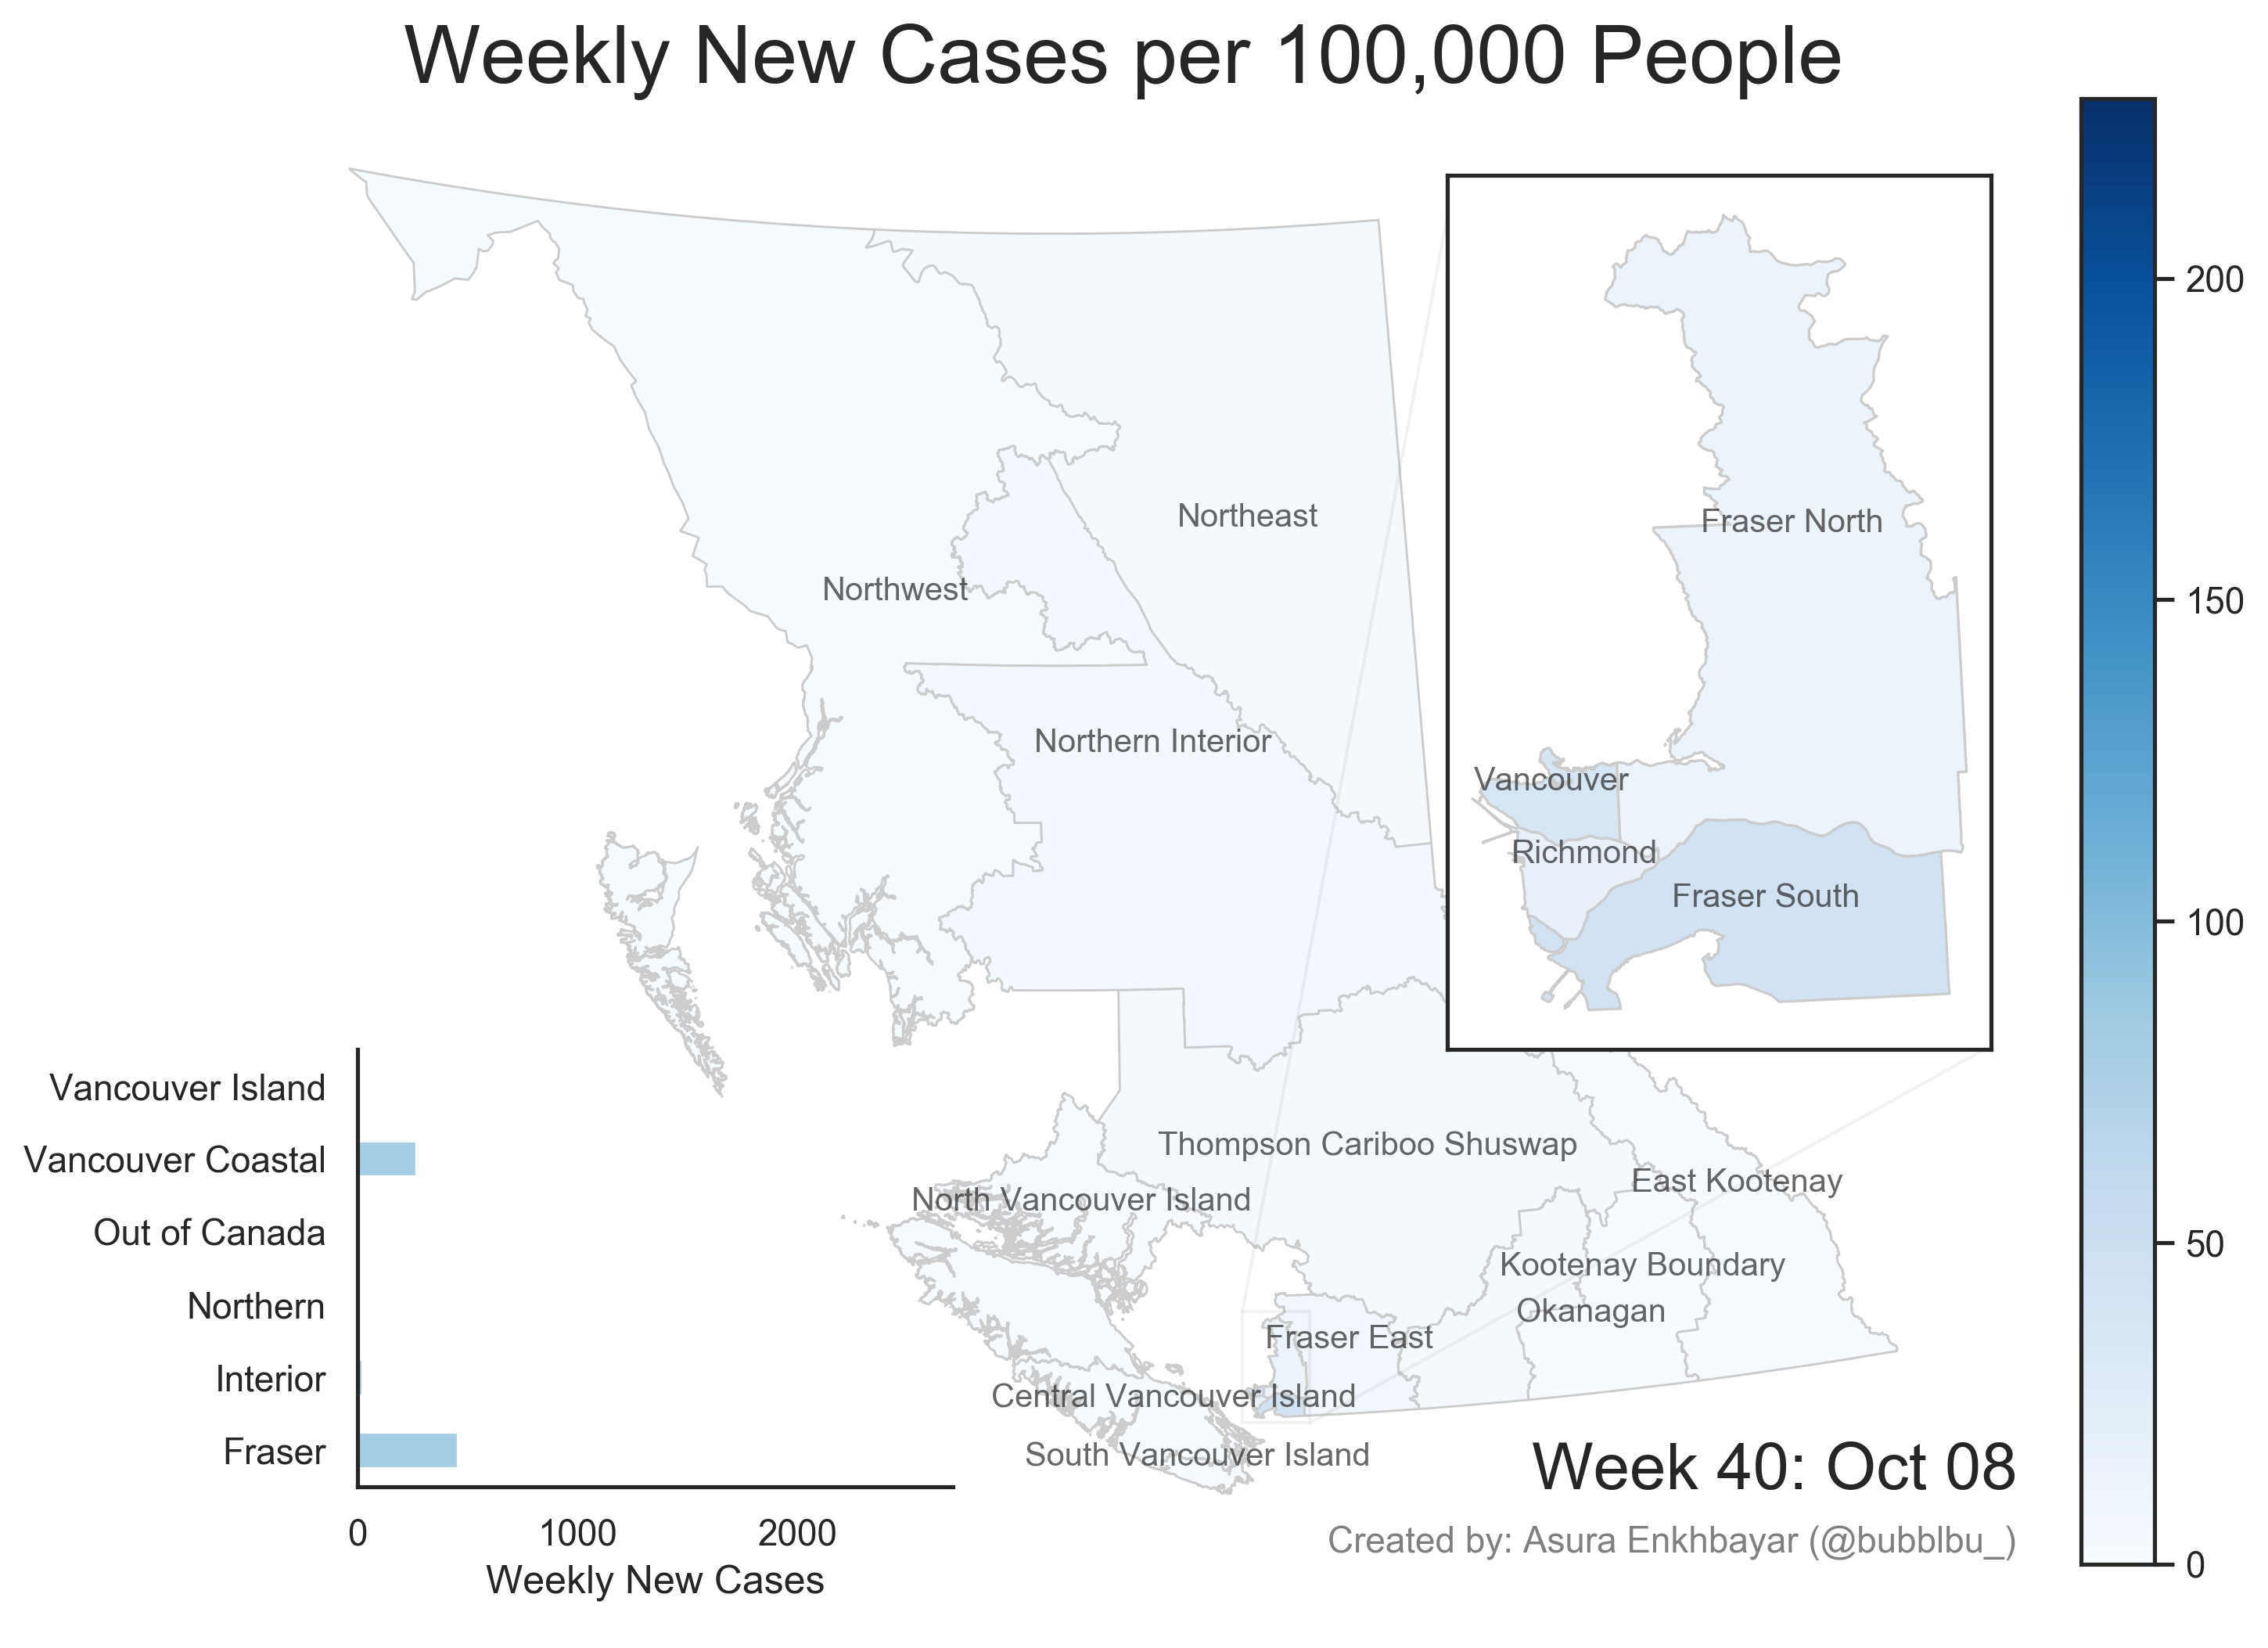 Weekly New Cases per 100,000 People
200
150
100
50
0
Northeast
Northwest
Northern Interior
Fraser North
Vancouver
Richmond
Fraser South
Thompson Cariboo Shuswap
East Kootenay
North Vancouver Island
Kootenay Boundary
Okanagan
Fraser East
Central Vancouver Island
South Vancouver Island
Vancouver Island
Vancouver Coastal
Out of Canada
Northern
Interior
Fraser
0 1000 2000
Weekly New Cases
Week 40: Oct 08
Created by: Asura Enkhbayar (@bubblbu_)